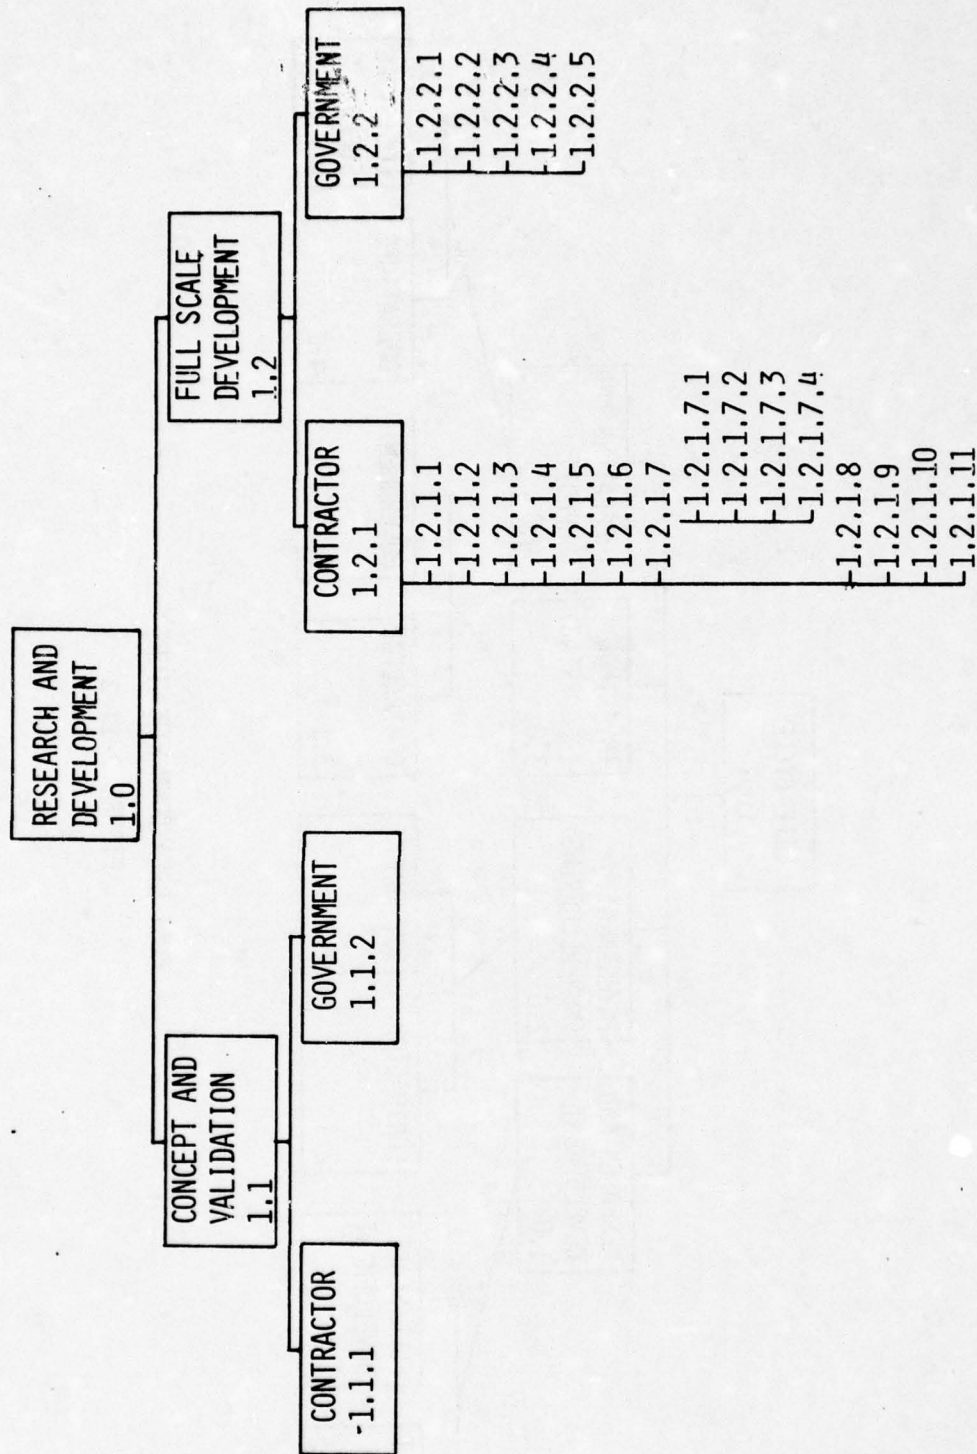 RESEARCH AND
DEVELOPMENT
1.0
CONCEPT AND
VALIDATION
1.1
CONTRACTOR
1.1.1
GOVERNMENT
1.1.2
FULL SCALE
DEVELOPMENT
1.2
CONTRACTOR
1.2.1
1.2.1.1
1.2.1.2
1.2.1.3
1.2.1.4
1.2.1.5
1.2.1.6
1.2.1.7
1.2.1.7.1
1.2.1.7.2
1.2.1.7.3
1.2.1.7.4
1.2.1.8
1.2.1.9
1.2.1.10
1.2.1.11
GOVERNMENT
1.2.2
1.2.2.1
1.2.2.2
1.2.2.3
1.2.2.4
1.2.2.5